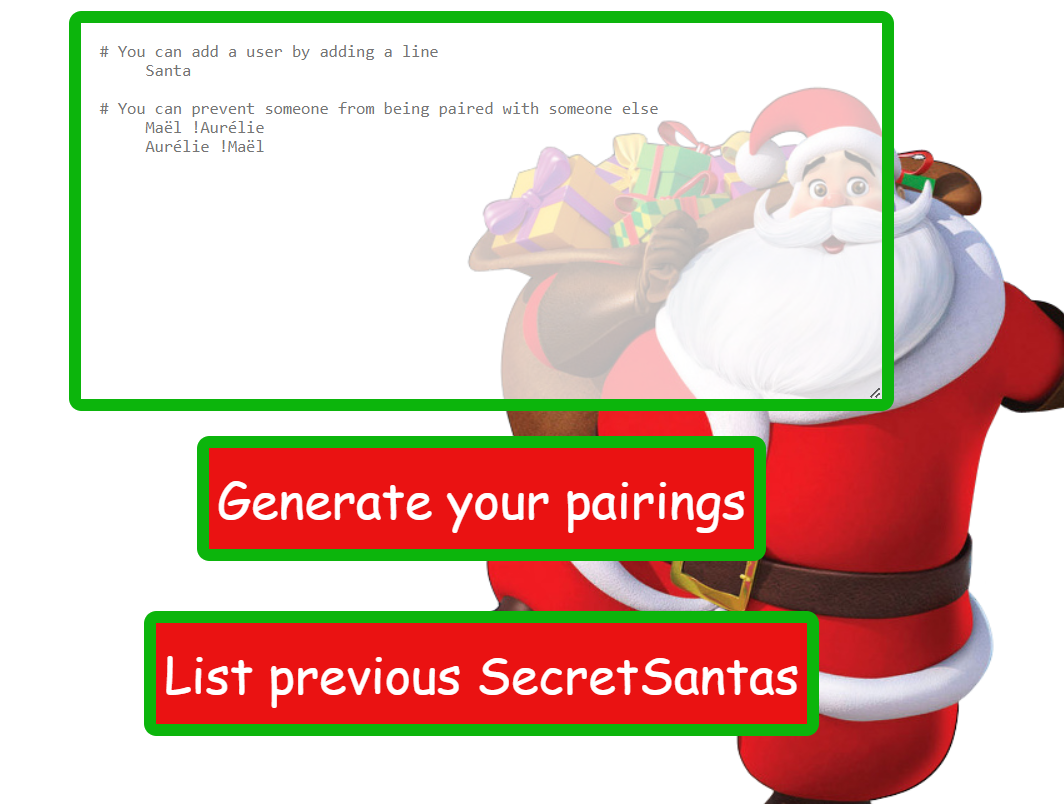 # You can add a user by adding a line
Santa
# You can prevent someone from being paired with someone else
Maël !Aurélie
Aurélie !Maël
Generate your pairings
List previous SecretSantas